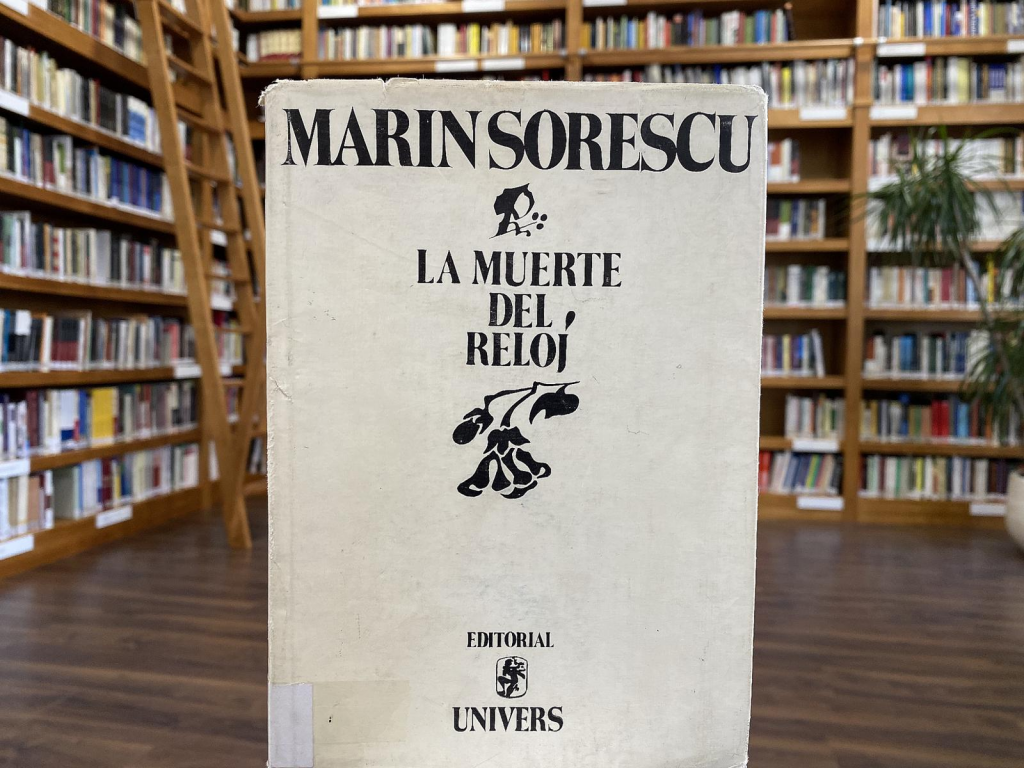 MARIN SORESCU
LA MUERTE
DEL
RELOJ
EDITORIAL
UNIVERS